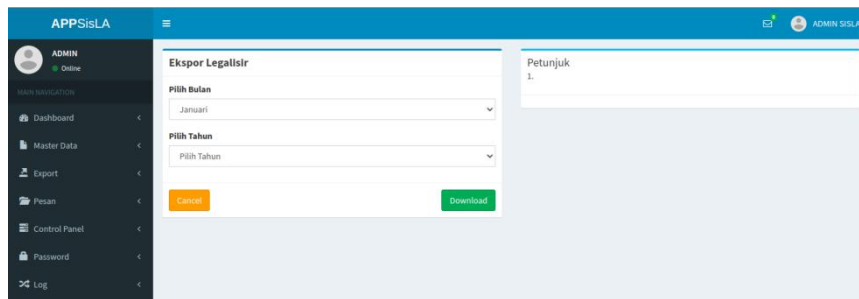 APPSisLA
ADMIN SISLA
ADMIN
Online
MAIN NAVIGATION
Dashboard
Master Data
Export
Pesan
Control Panel
Password
Log
Ekspor Legalisir
Pilih Bulan
Januari
Pilih Tahun
Pilih Tahun
Cancel
Download
Petunjuk
1.